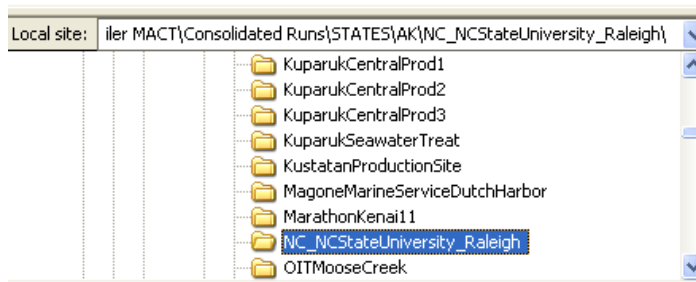 Local site: iler MACT\Consolidated Runs\STATES\AK\NC_NCStateUniversity_Raleigh\
KuparukCentralProd1
KuparukCentralProd2
KuparukCentralProd3
KuparukSeawaterTreat
KustatanProductionSite
MagoneMarineServiceDutchHarbor
MarathonKenai11
NC_NCStateUniversity_Raleigh
OITMooseCreek